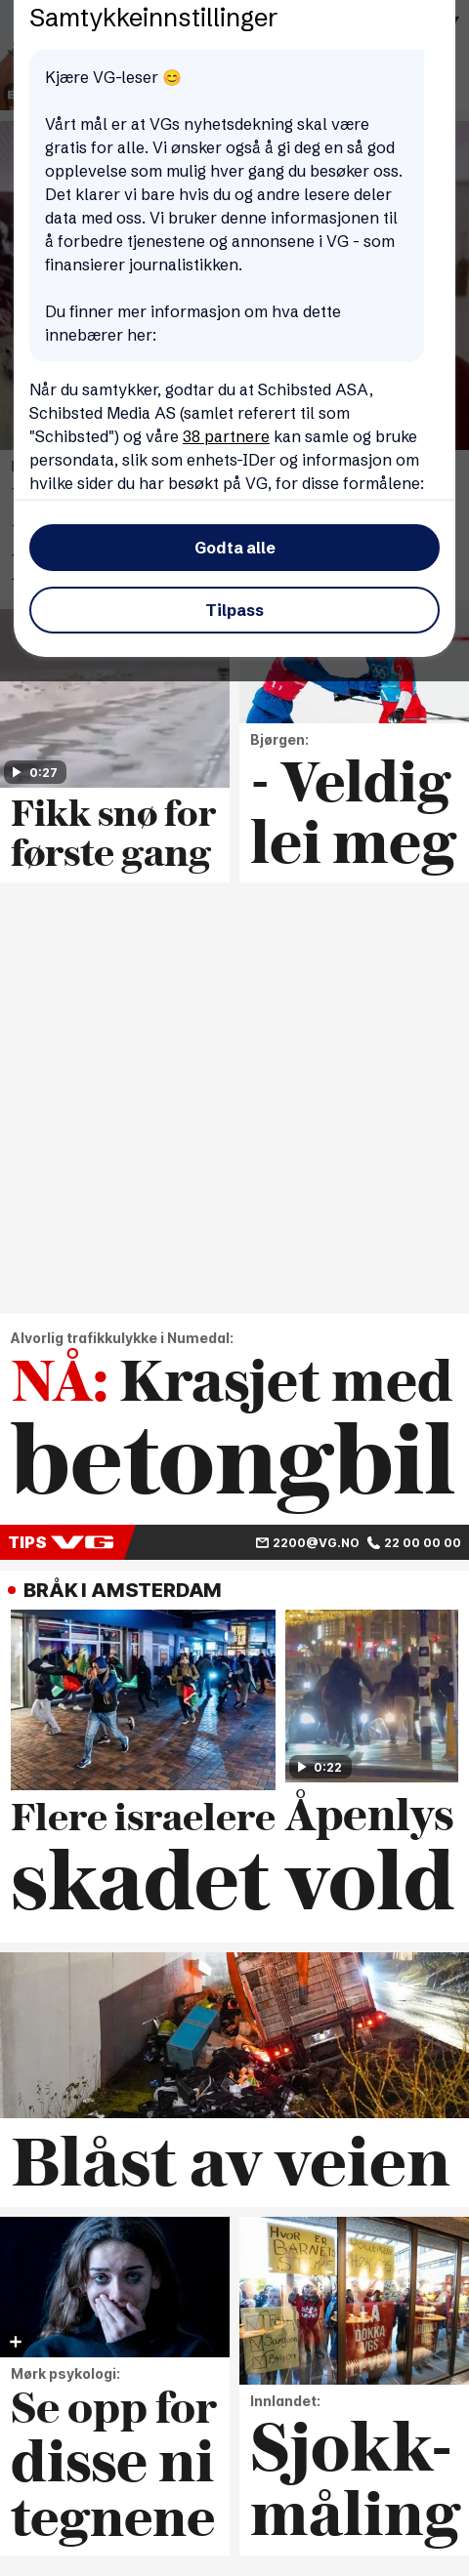 Samtykkeinnstillinger
Kjære VG-leser 😊
Vårt mål er at VGs nyhetsdekning skal være
gratis for alle. Vi ønsker også å gi deg en så god
opplevelse som mulig hver gang du besøker oss.
Det klarer vi bare hvis du og andre lesere deler
data med oss. Vi bruker denne informasjonen til
å forbedre tjenestene og annonsene i VG - som
finansierer journalistikken.
Du finner mer informasjon om hva dette
innebærer her:
Når du samtykker, godtar du at Schibsted ASA,
Schibsted Media AS (samlet referert til som
"Schibsted") og våre 38 partnere kan samle og bruke
persondata, slik som enhets-IDer og informasjon om
hvilke sider du har besøkt på VG, for disse formålene:
Godta alle
Tilpass
0:27
Fikk snø for
første gang
Bjørgen:
- Veldig
lei meg
Alvorlig trafikkulykke i Numedal:
NÅ: Krasjet med
betongbil
TIPS VG
2200@VG.NO 22 00 00 00
BRÅK I AMSTERDAM
0:22
Flere israelere
skadet
Åpenlys
vold
Blåst av veien
Mørk psykologi:
Se opp for
disse ni
tegnene
HVOR ER
BARNETS
Innlandet:
Sjokk-
måling